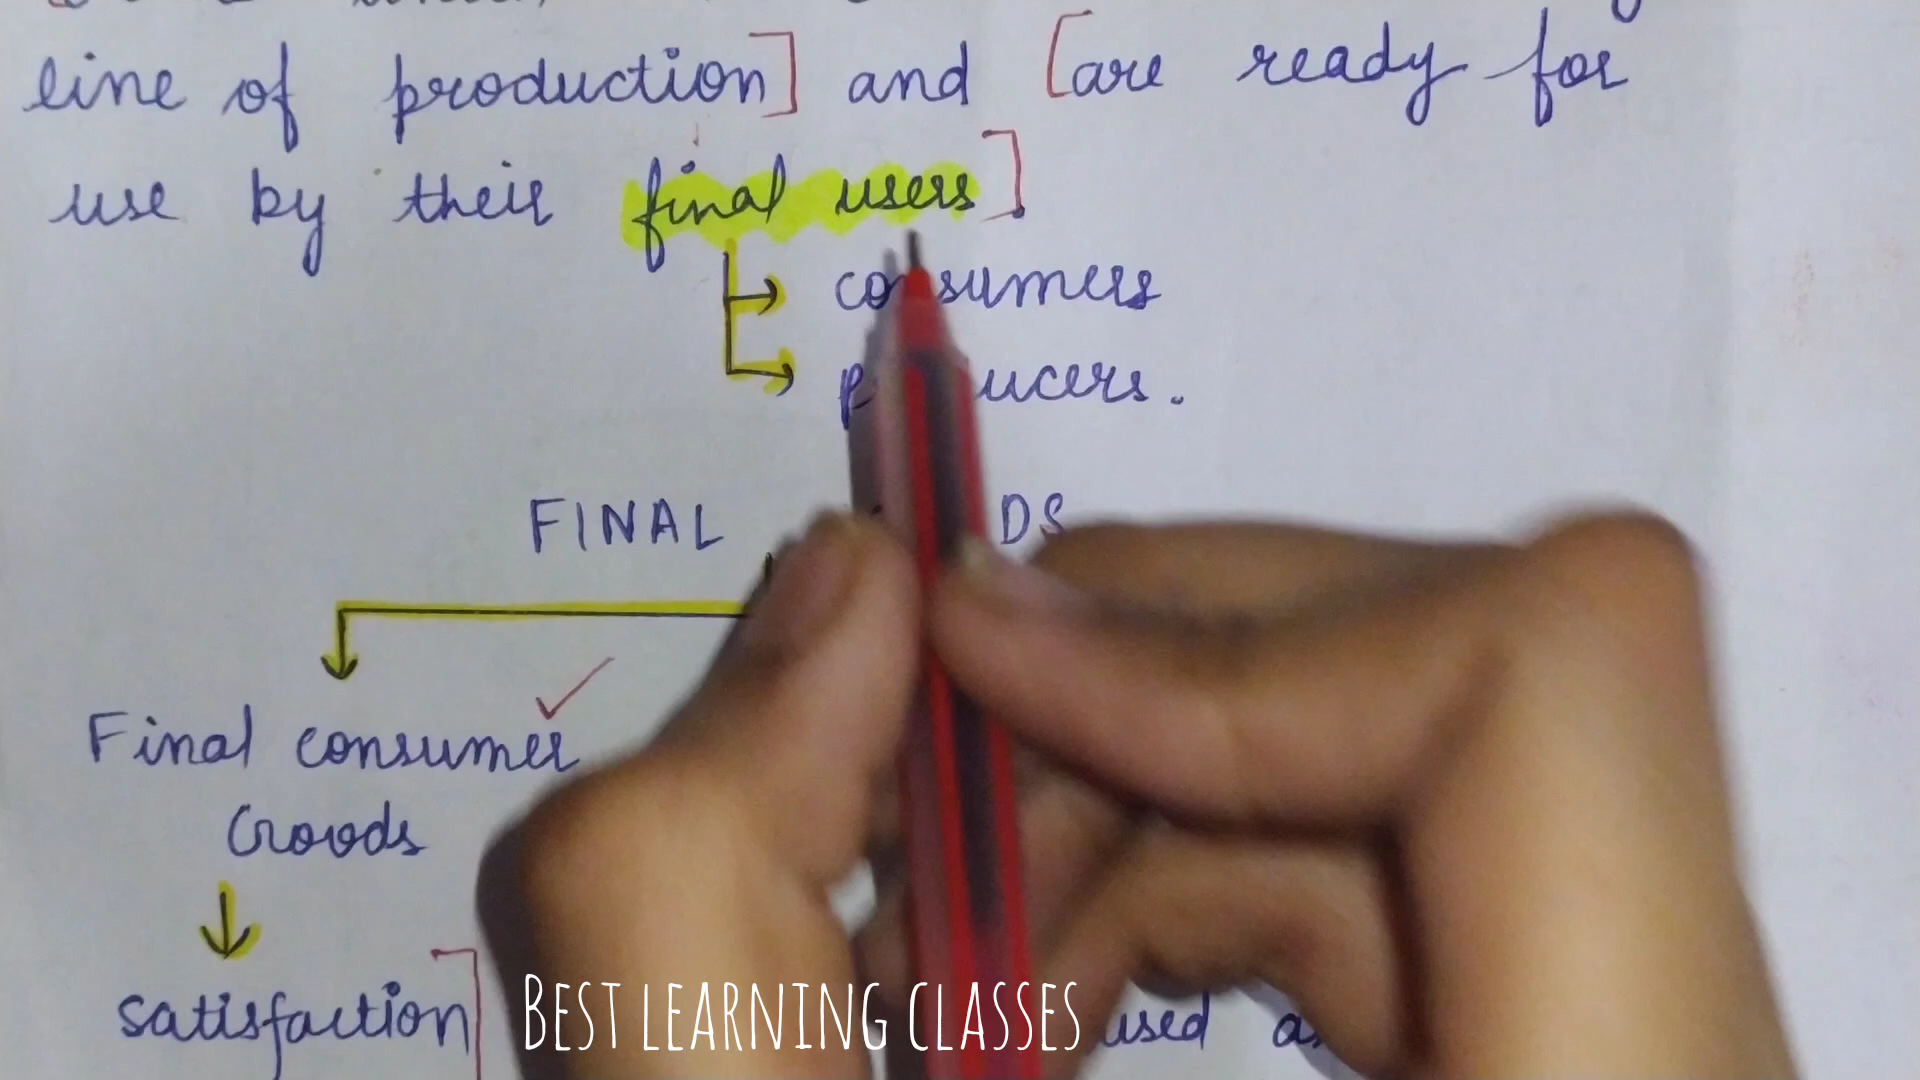 line of production] and [are ready for
use by their final users].
consumers
producers.
FINAL
Final consumer
Goods
satisfaction]
used
BEST LEARNING CLASSES